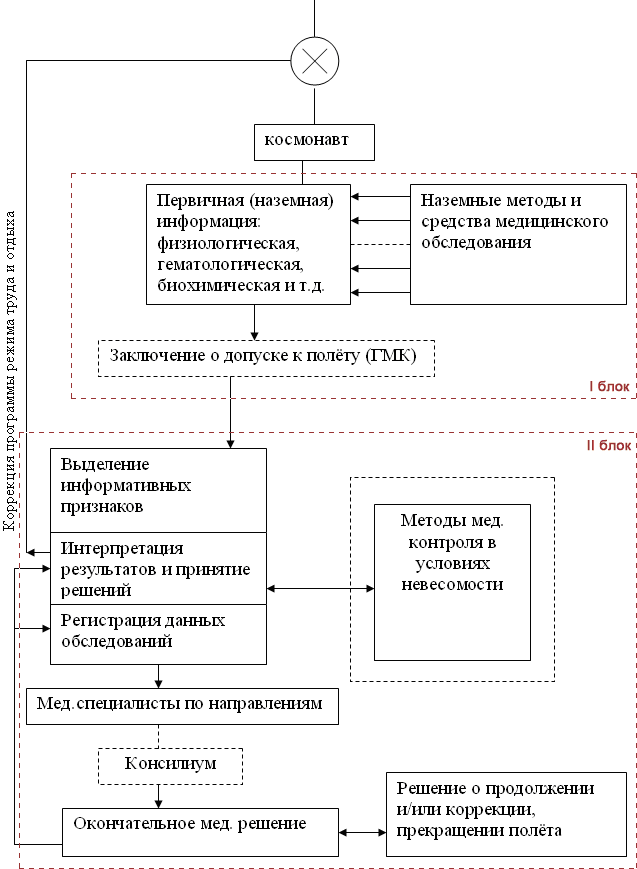 космонавт
Первичная (наземная)
информация:
физиологическая,
гематологическая,
биохимическая и т.д.
Наземные методы и
средства медицинского
обследования
Заключение о допуске к полёту (ГМК)
I блок
Коррекция программы режима труда и отдыха
II блок
Выделение
информативных
признаков
Интерпретация
результатов и принятие
решений
Регистрация данных
обследований
Методы мед.
контроля в
условиях
невесомости
Мед.специалисты по направлениям
Консилиум
Окончательное мед. решение
Решение о продолжении
и/или коррекции,
прекращении полёта